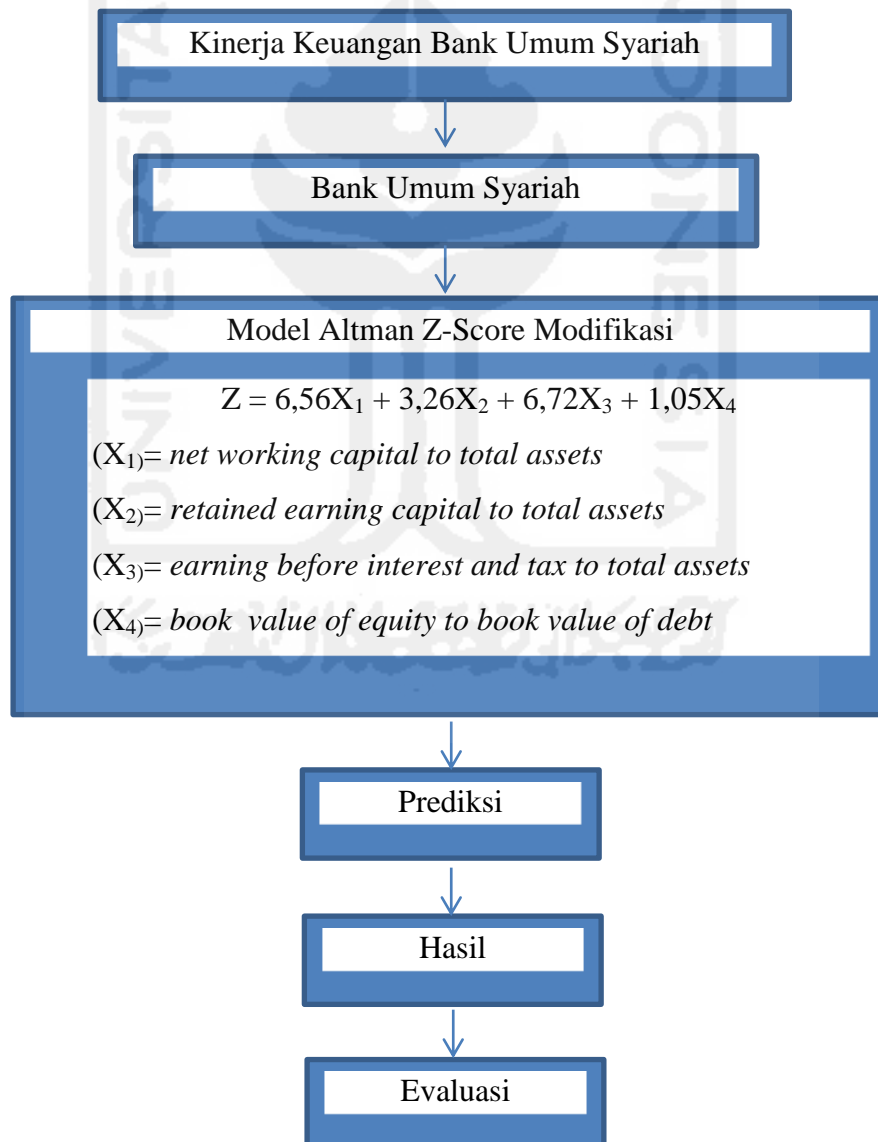 Kinerja Keuangan Bank Umum Syariah
Bank Umum Syariah
Model Altman Z-Score Modifikasi
Z = 6,56X₁ + 3,26X₂ + 6,72X₃ + 1,05X₄
(X₁)= net working capital to total assets
(X₂)= retained earning capital to total assets
(X₃)= earning before interest and tax to total assets
(X₄)= book value of equity to book value of debt
Prediksi
Hasil
Evaluasi